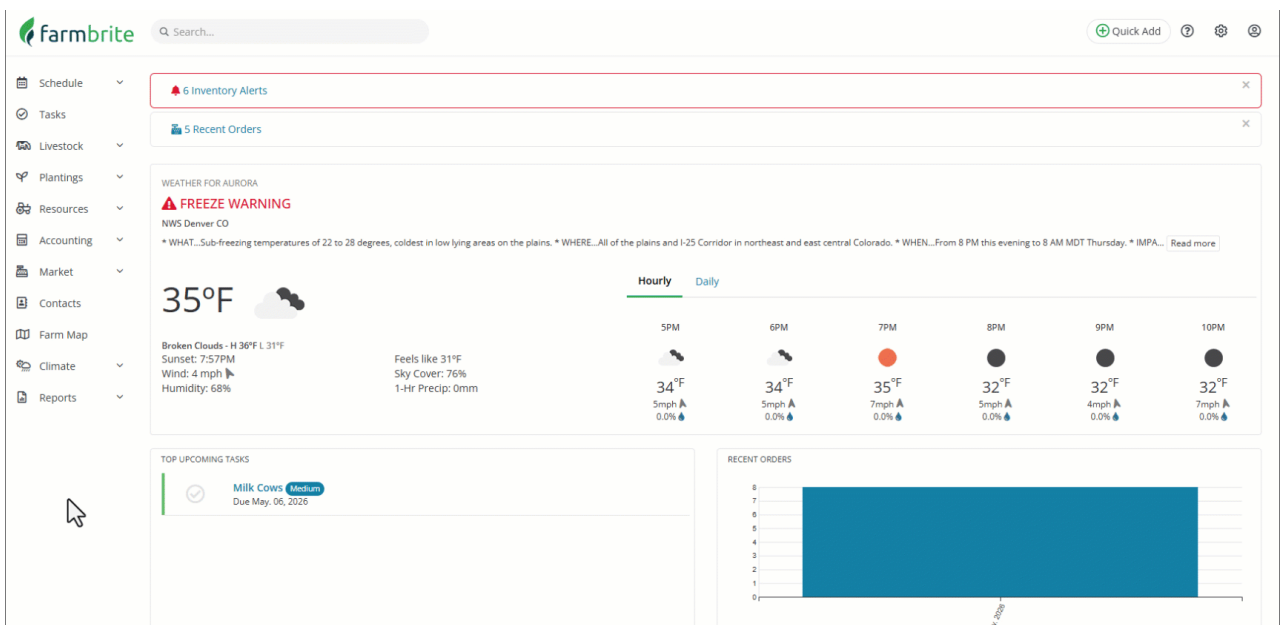 farmbrite
Search...
Quick Add
Schedule
Tasks
Livestock
Plantings
Resources
Accounting
Market
Contacts
Farm Map
Climate
Reports
6 Inventory Alerts
5 Recent Orders
WEATHER FOR AURORA
FREEZE WARNING
NWS Denver CO
* WHAT...Sub-freezing temperatures of 22 to 28 degrees, coldest in low lying areas on the plains. * WHERE...All of the plains and I-25 Corridor in northeast and east central Colorado. * WHEN...From 8 PM this evening to 8 AM MDT Thursday. * IMPA... Read more
35°F
Broken Clouds - H 36°F L 31°F
Sunset: 7:57PM
Wind: 4 mph
Humidity: 68%
Feels like 31°F
Sky Cover: 76%
1-Hr Precip: 0mm
Hourly Daily
5PM 6PM 7PM 8PM 9PM 10PM
34°F 34°F 35°F 32°F 32°F 32°F
5mph 5mph 7mph 5mph 4mph 7mph
0.0% 0.0% 0.0% 0.0% 0.0% 0.0%
TOP UPCOMING TASKS
Milk Cows Medium
Due May. 06, 2026
RECENT ORDERS
8
7
6
5
4
3
2
1
0
2026